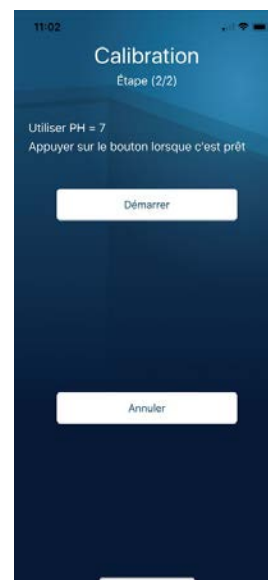 11:02
Calibration
Étape (2/2)
Utiliser PH = 7
Appuyer sur le bouton lorsque c'est prêt
Démarrer
Annuler